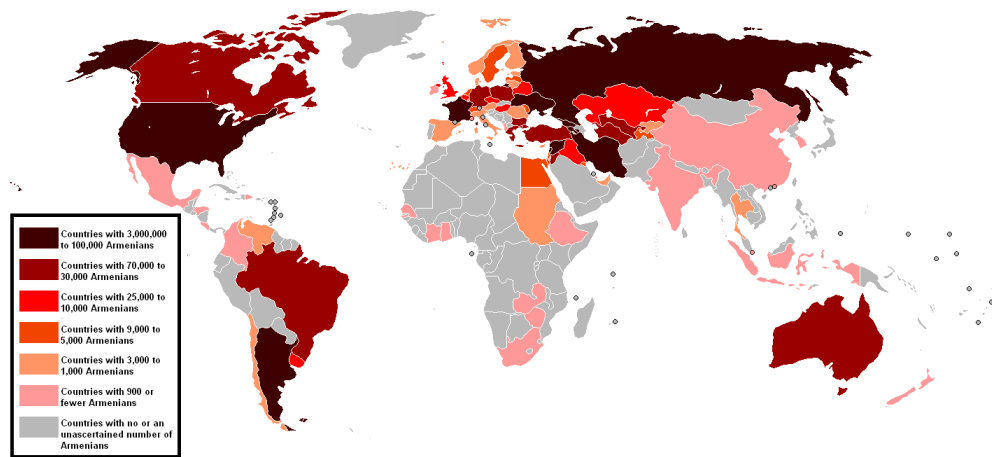 Countries with 3,000,000
to 100,000 Armenians
Countries with 70,000 to
30,000 Armenians
Countries with 25,000 to
10,000 Armenians
Countries with 9,000 to
5,000 Armenians
Countries with 3,000 to
1,000 Armenians
Countries with 900 or
fewer Armenians
Countries with no or an
unascertained number of
Armenians